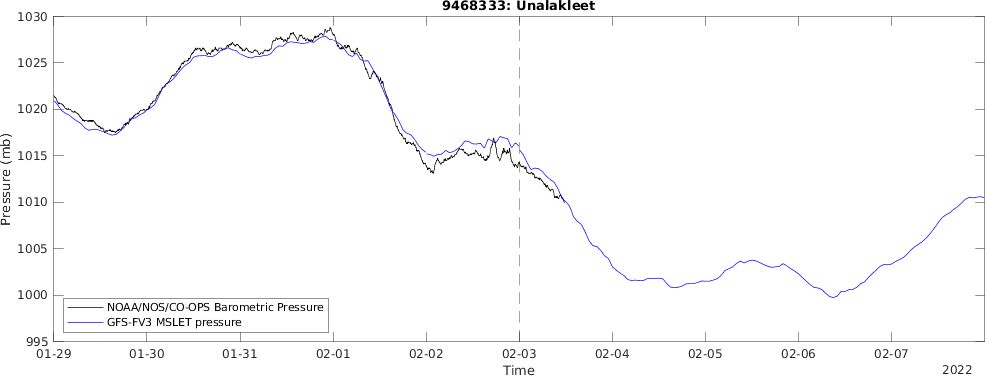 9468333: Unalakleet
Pressure (mb)
1030
1025
1020
1015
1010
1005
1000
995
NOAA/NOS/CO-OPS Barometric Pressure
GFS-FV3 MSLET pressure
01-29 01-30 01-31 02-01 02-02 02-03 02-04 02-05 02-06 02-07
Time
2022